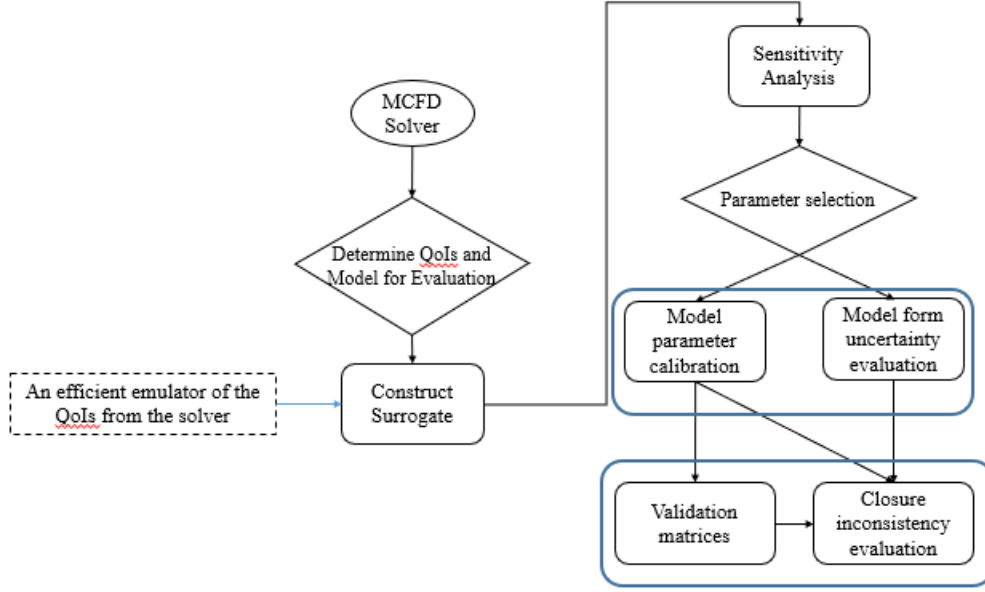 MCFD
Solver
Determine QoIs and
Model for Evaluation
An efficient emulator of the
QoIs from the solver
Construct
Surrogate
Sensitivity
Analysis
Parameter selection
Model
parameter
calibration
Model form
uncertainty
evaluation
Validation
matrices
Closure
inconsistency
evaluation